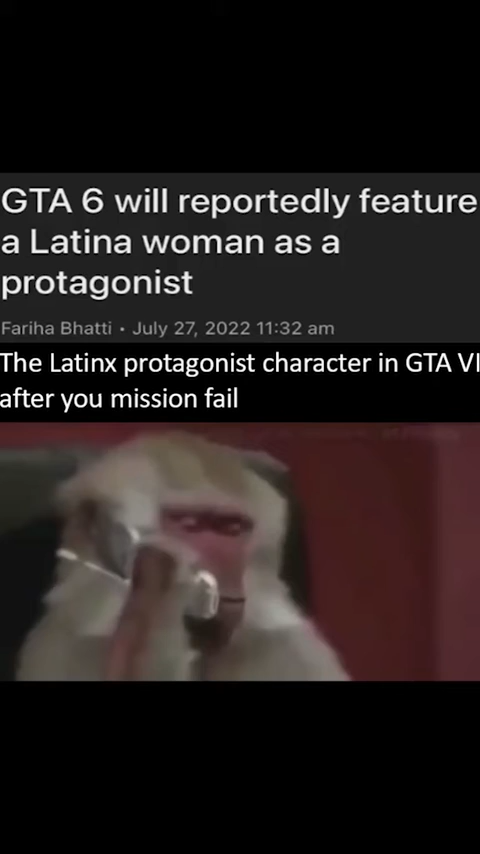 GTA 6 will reportedly feature
a Latina woman as a
protagonist
Fariha Bhatti • July 27, 2022 11:32 am
The Latinx protagonist character in GTA VI
after you mission fail